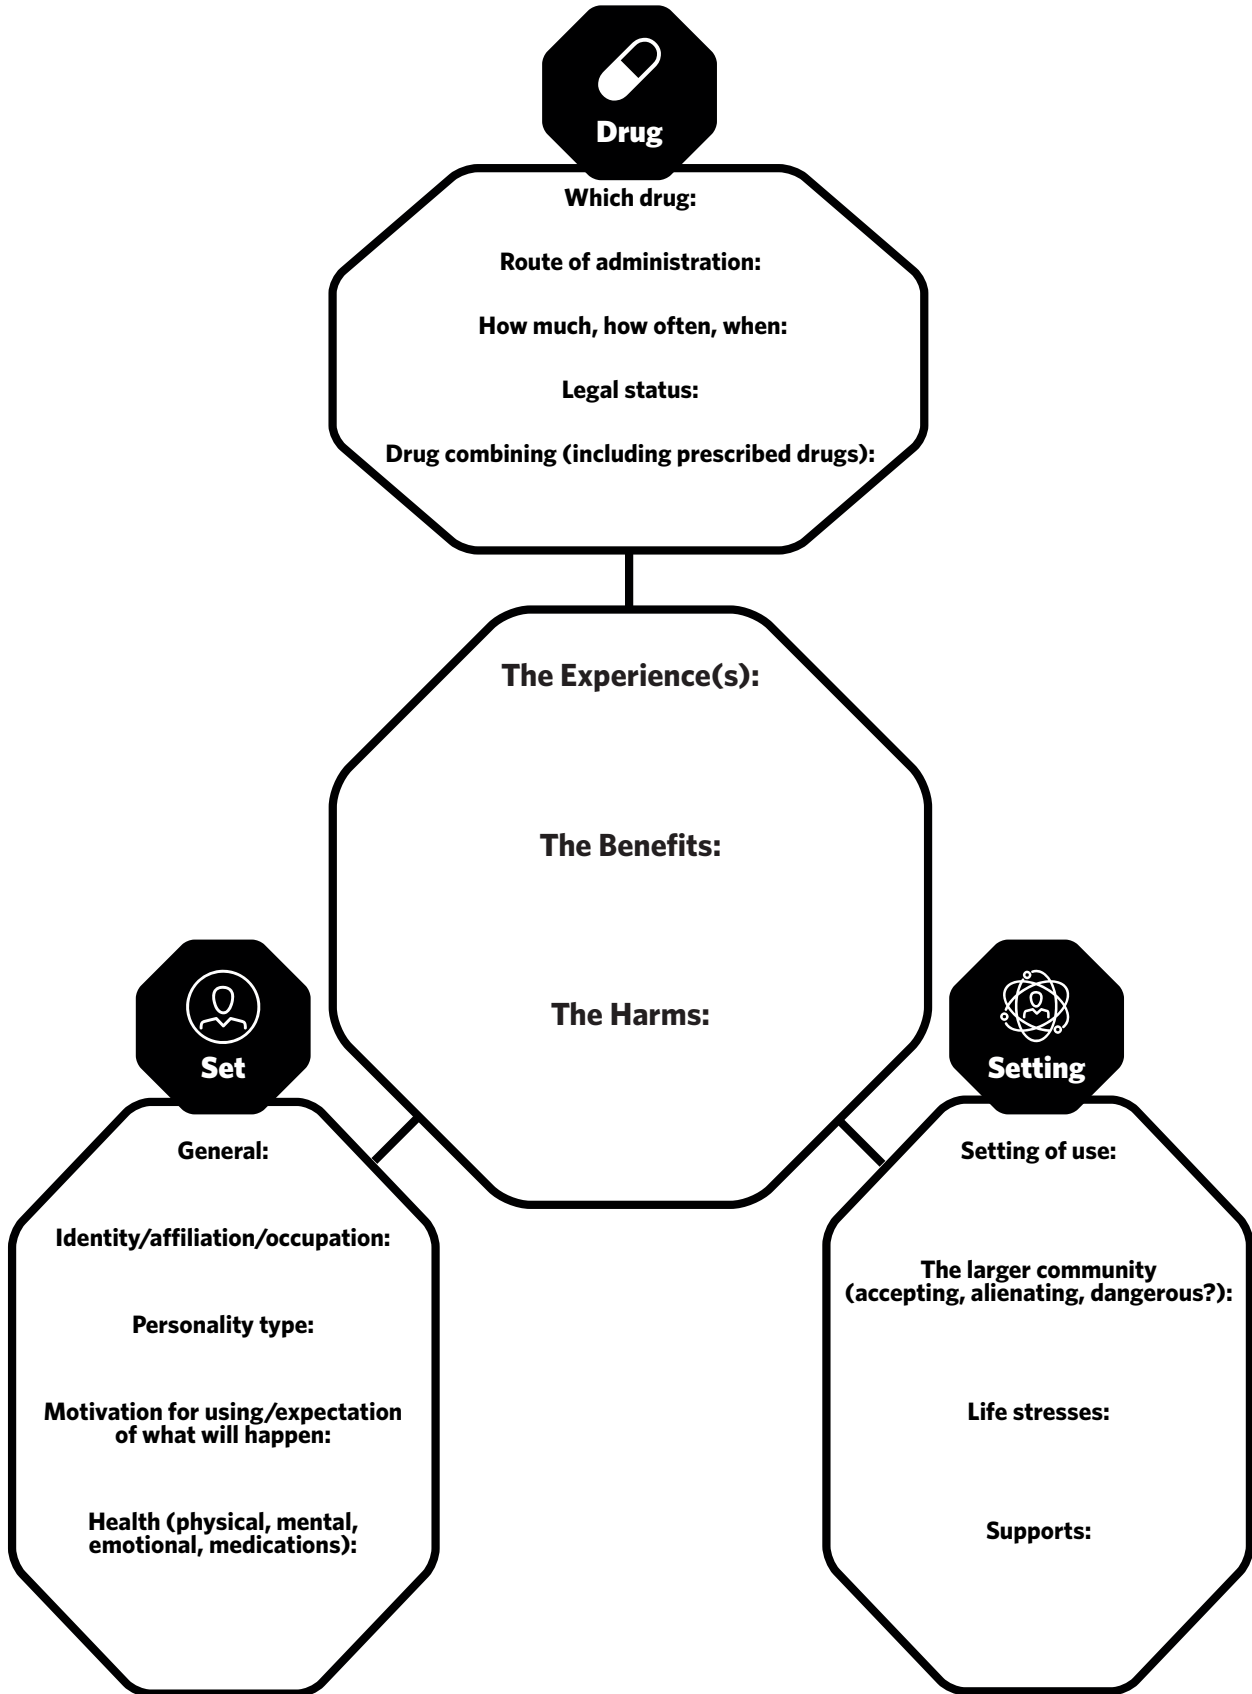 Drug
Which drug:
Route of administration:
How much, how often, when:
Legal status:
Drug combining (including prescribed drugs):
The Experience(s):
The Benefits:
The Harms:
Set
General:
Identity/affiliation/occupation:
Personality type:
Motivation for using/expectation
of what will happen:
Health (physical, mental,
emotional, medications):
Setting
Setting of use:
The larger community
(accepting, alienating, dangerous?):
Life stresses:
Supports: